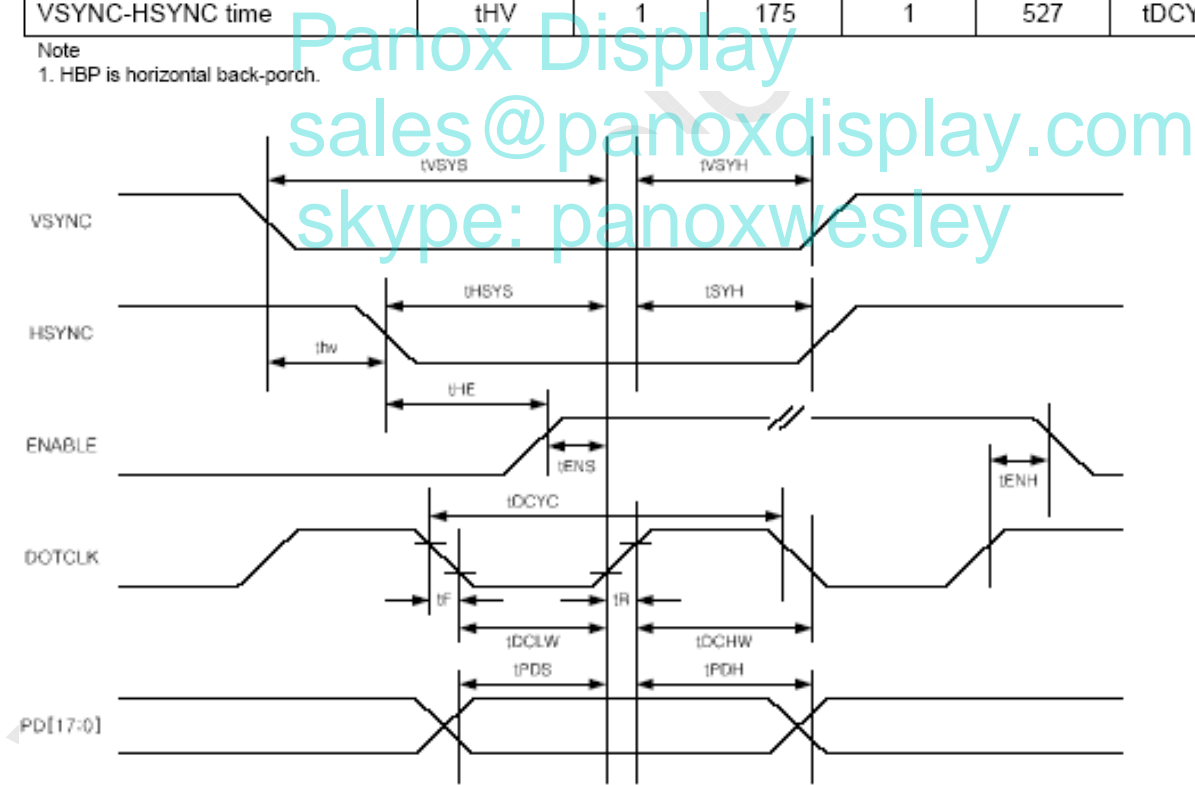 VSYNC-HSYNC time tHV 1 175 1 527 tDCY
Note
1. HBP is horizontal back-porch.
Panox Display
sales@panoxdisplay.com
skype: panoxwesley
tVSYS tVSYH
VSYNC
tHSYS tSYH
HSYNC
thv
tHE
ENABLE
tENS
tENH
tDCYC
DOTCLK
tF tR
tDCLW tDCHW
tPDS tPDH
PD[17:0]